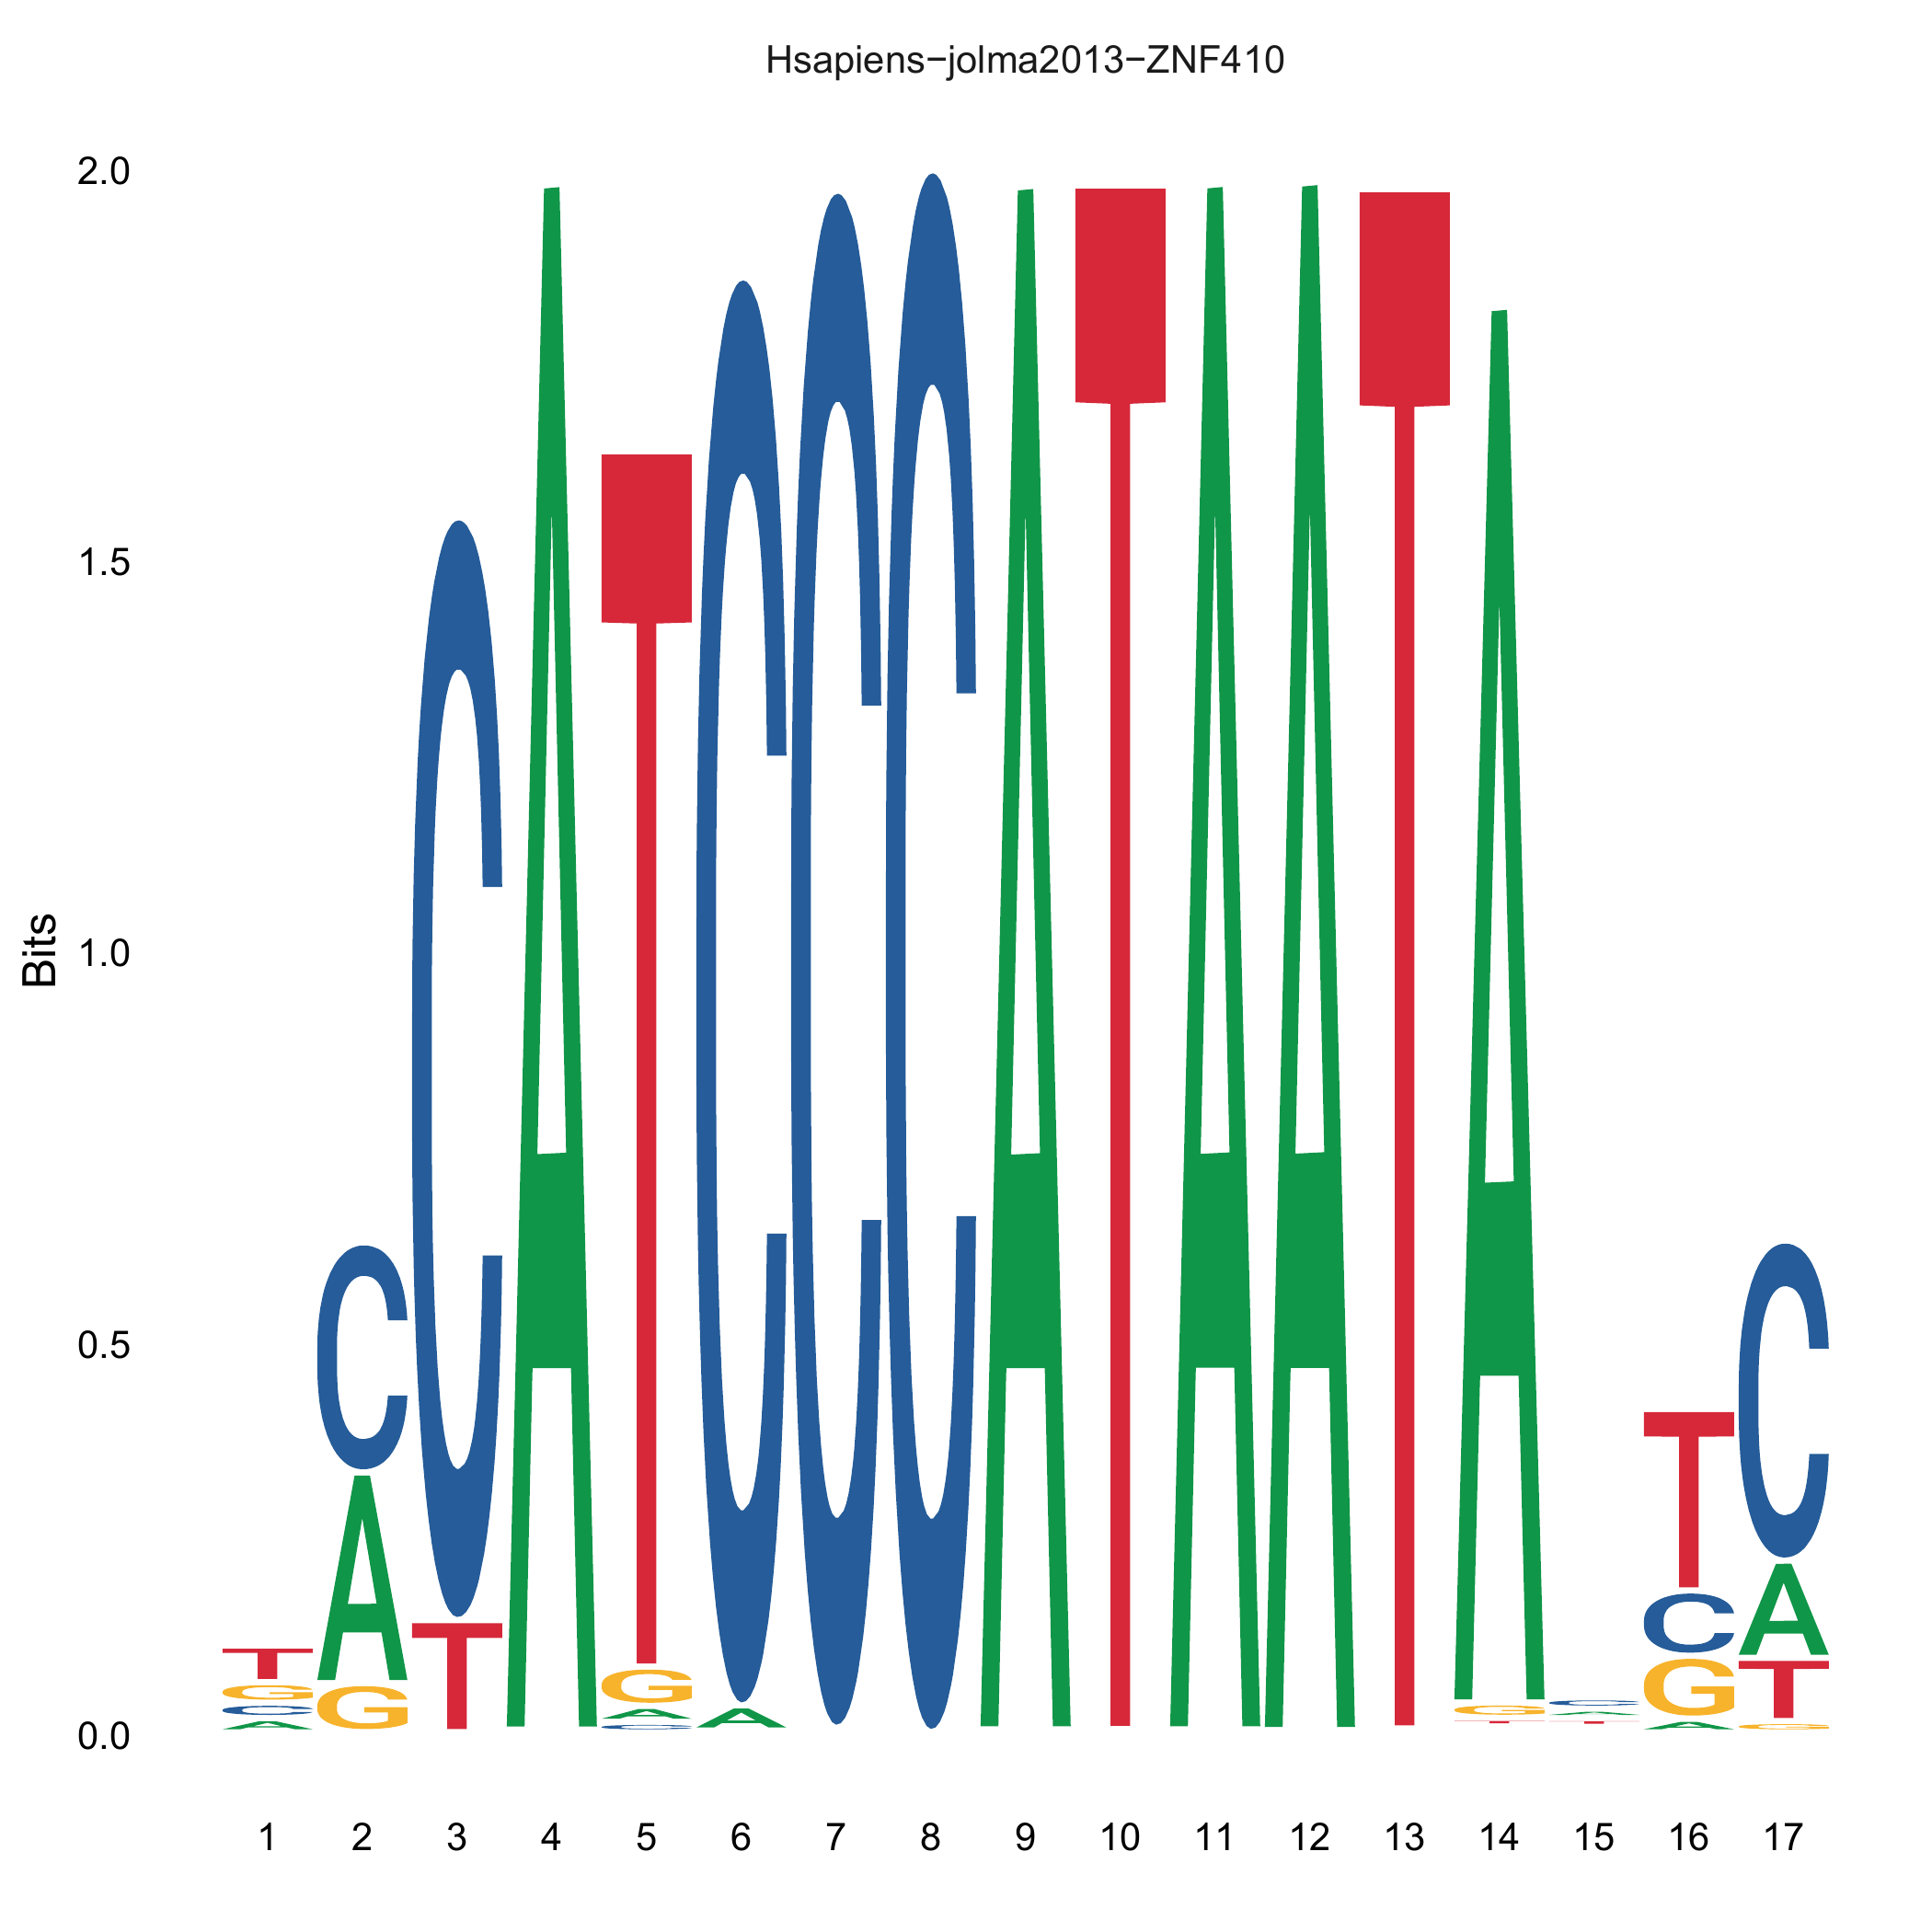 Hsapiens−jolma2013−ZNF410
2.0
1.5
1.0
0.5
0.0
Bits
T G C A
C A G
C T
A
T G A C
C A
C
C
A
T
A
A
T
A G T
C A T
T C G A
C A T G
1 2 3 4 5 6 7 8 9 10 11 12 13 14 15 16 17